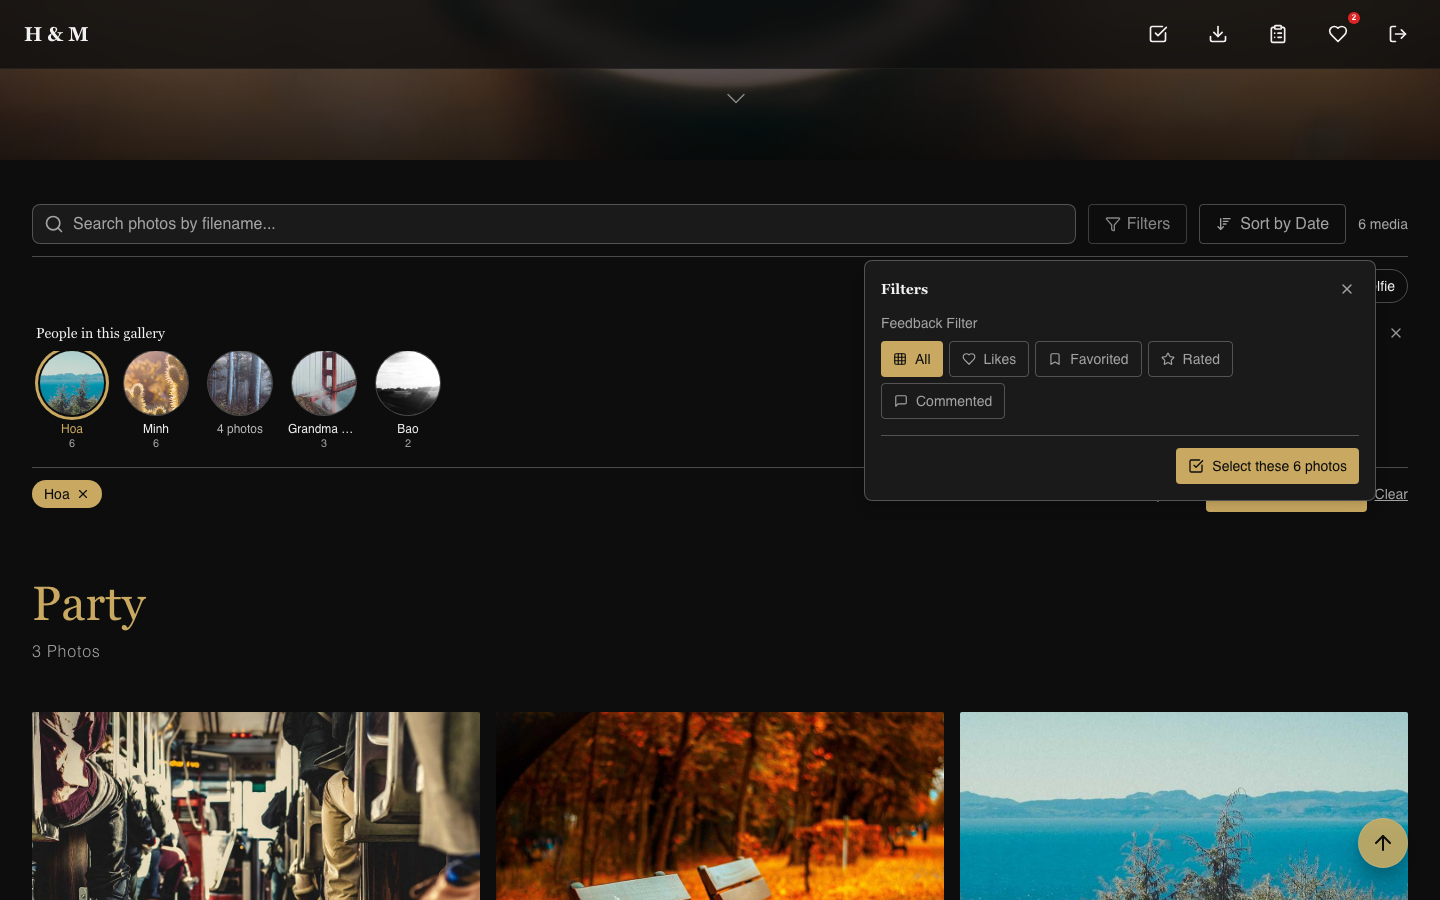 H & M
2
Search photos by filename...
Filters
Sort by Date
6 media
Filters
Feedback Filter
All
Likes
Favorited
Rated
Commented
Select these 6 photos
People in this gallery
Hoa
6
Minh
6
4 photos
Grandma ...
3
Bao
2
Hoa
Clear
Party
3 Photos